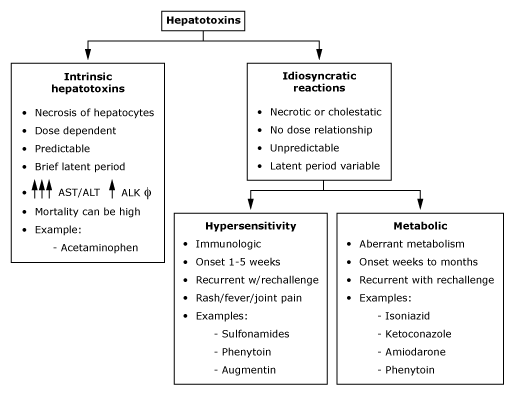 Hepatotoxins
Intrinsic
hepatotoxins
• Necrosis of hepatocytes
• Dose dependent
• Predictable
• Brief latent period
• ↑↑↑ AST/ALT ↑ ALK ϕ
• Mortality can be high
• Example:
- Acetaminophen
Idiosyncratic
reactions
• Necrotic or cholestatic
• No dose relationship
• Unpredictable
• Latent period variable
Hypersensitivity
• Immunologic
• Onset 1-5 weeks
• Recurrent w/rechallenge
• Rash/fever/joint pain
• Examples:
- Sulfonamides
- Phenytoin
- Augmentin
Metabolic
• Aberrant metabolism
• Onset weeks to months
• Recurrent with rechallenge
• Examples:
- Isoniazid
- Ketoconazole
- Amiodarone
- Phenytoin